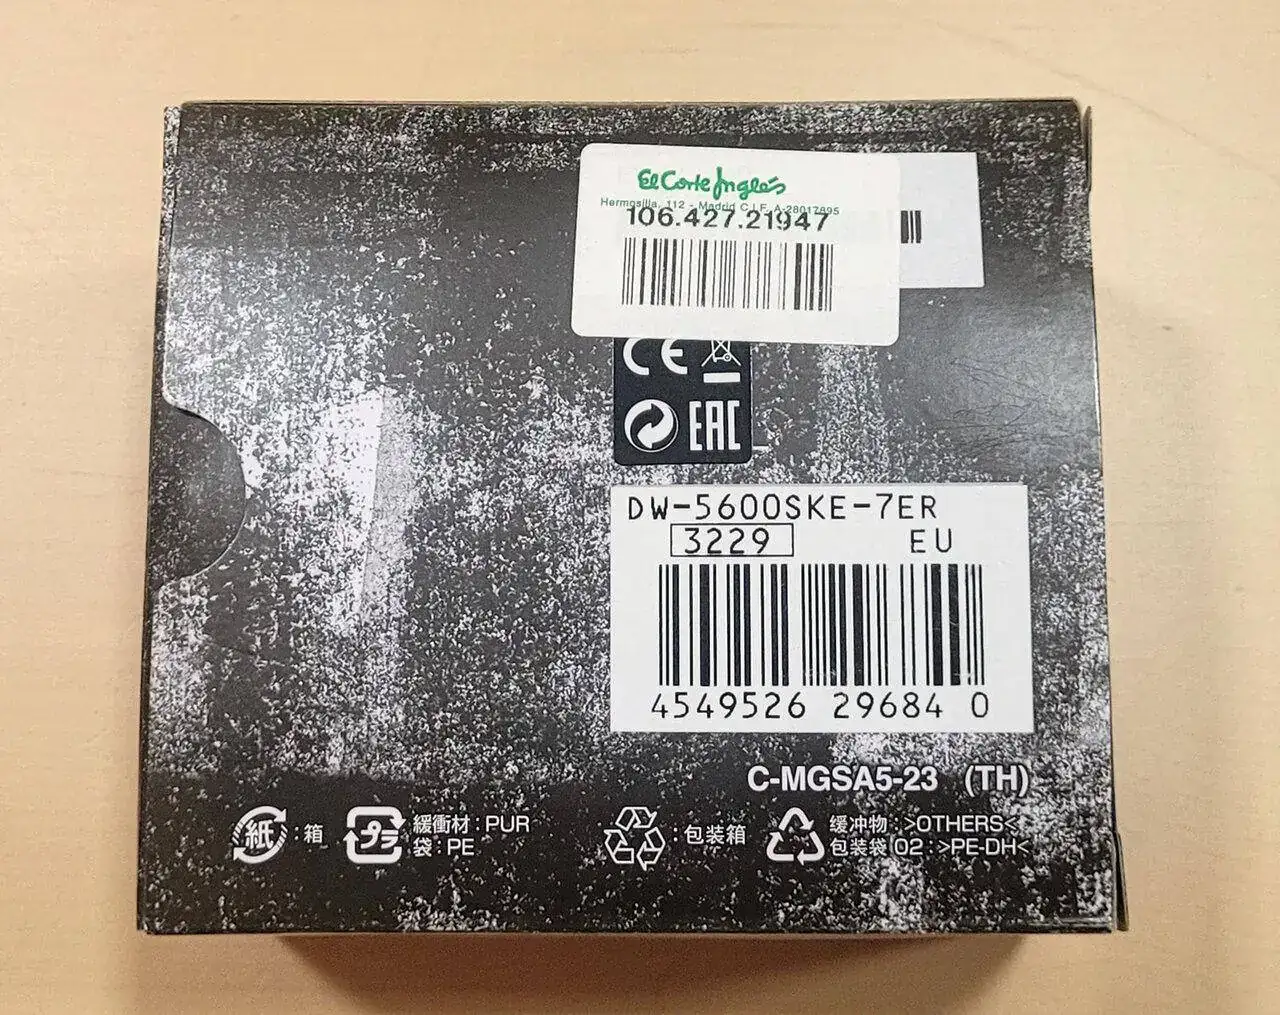 El Corte Inglés
Hermosilla, 112 - Madrid C.I.F. A-28017895
106.427.21947
CE
EAC
DW-5600SKE-7ER
3229 EU
4549526 296840
C-MGSA5-23 (TH)
紙 : 箱
プラ 緩衝材 : PUR
袋 : PE
: 包装箱
缓冲物 : >OTHERS<
包装袋 02 : >PE-DH<